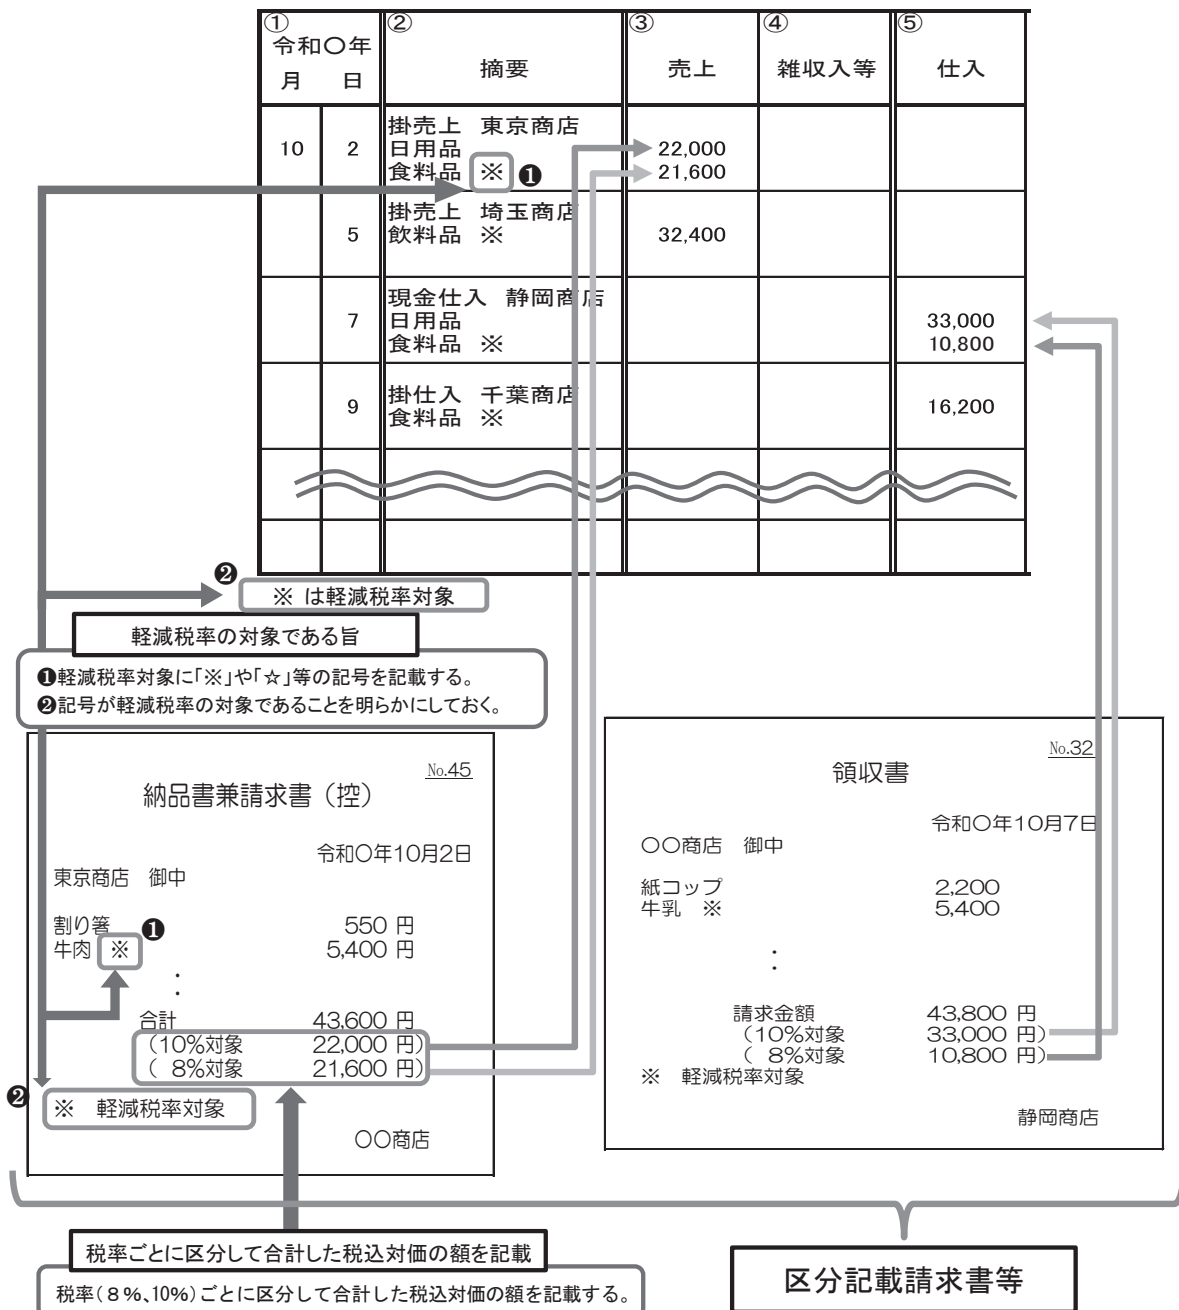 ① ② ③ ④ ⑤
令和〇年
月 日 摘要 売上 雑収入等 仕入
掛売上 東京商店
10 2 日用品 22,000
食料品 ※ ❶ 21,600
掛売上 埼玉商店
5 飲料品 ※ 32,400
現金仕入 静岡商店
7 日用品 33,000
食料品 ※ 10,800
掛仕入 千葉商店
9 食料品 ※ 16,200
❷ ※ は軽減税率対象
軽減税率の対象である旨
❶軽減税率対象に「※」や「☆」等の記号を記載する。
❷記号が軽減税率の対象であることを明らかにしておく。
No.45
納品書兼請求書（控）
令和〇年10月2日
東京商店 御中
割り箸 550 円
牛肉 ※ ❶ 5,400 円
：
合計 43,600 円
（10%対象 22,000 円）
（ 8%対象 21,600 円）
❷ ※ 軽減税率対象
〇〇商店
No.32
領収書
令和〇年10月7日
〇〇商店 御中
紙コップ 2,200
牛乳 ※ 5,400
：
請求金額 43,800 円
（10%対象 33,000 円）
（ 8%対象 10,800 円）
※ 軽減税率対象
静岡商店
税率ごとに区分して合計した税込対価の額を記載
税率（８%、10%）ごとに区分して合計した税込対価の額を記載する。
区分記載請求書等